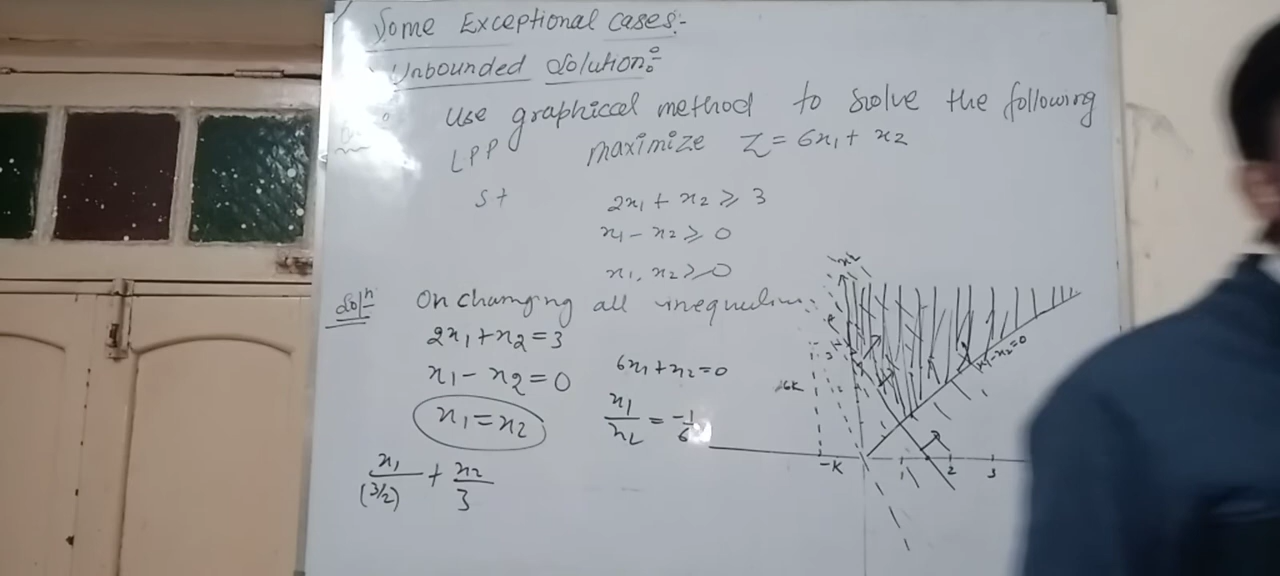 Some Exceptional cases:-
Unbounded Solution:-
Use graphical method to solve the following
LPP maximize Z = 6x₁ + x₂
s t 2x₁ + x₂ ≥ 3
x₁ - x₂ ≥ 0
x₁, x₂ ≥ 0
Solⁿ On changing all
2x₁ + x₂ = 3
x₁ - x₂ = 0
x₁ = x₂
x₁/(3/2) + x₂/3
6x₁ + x₂ = 0
x₁/x₂ = -1/6
x₂
x₁ - x₂ = 0
6K
-K 1 2 3